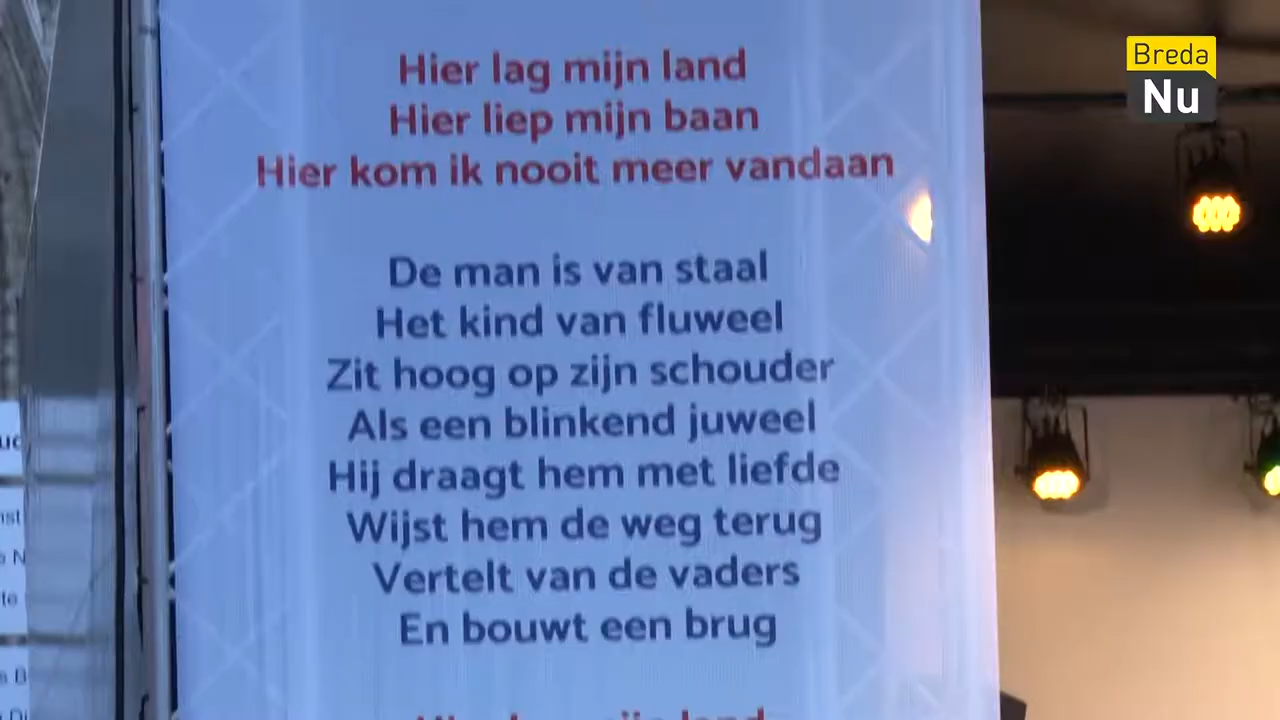 Breda
Nu
Hier lag mijn land
Hier liep mijn baan
Hier kom ik nooit meer vandaan
De man is van staal
Het kind van fluweel
Zit hoog op zijn schouder
Als een blinkend juweel
Hij draagt hem met liefde
Wijst hem de weg terug
Vertelt van de vaders
En bouwt een brug